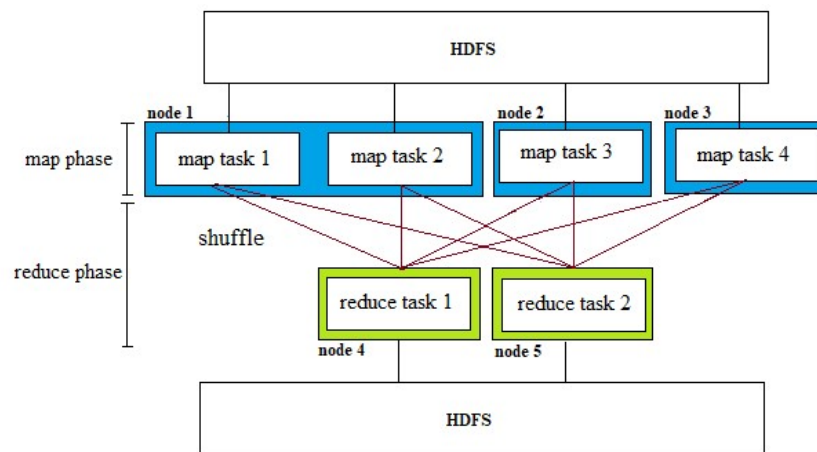 HDFS
node 1
node 2
node 3
map phase
map task 1
map task 2
map task 3
map task 4
shuffle
reduce phase
reduce task 1
reduce task 2
node 4
node 5
HDFS